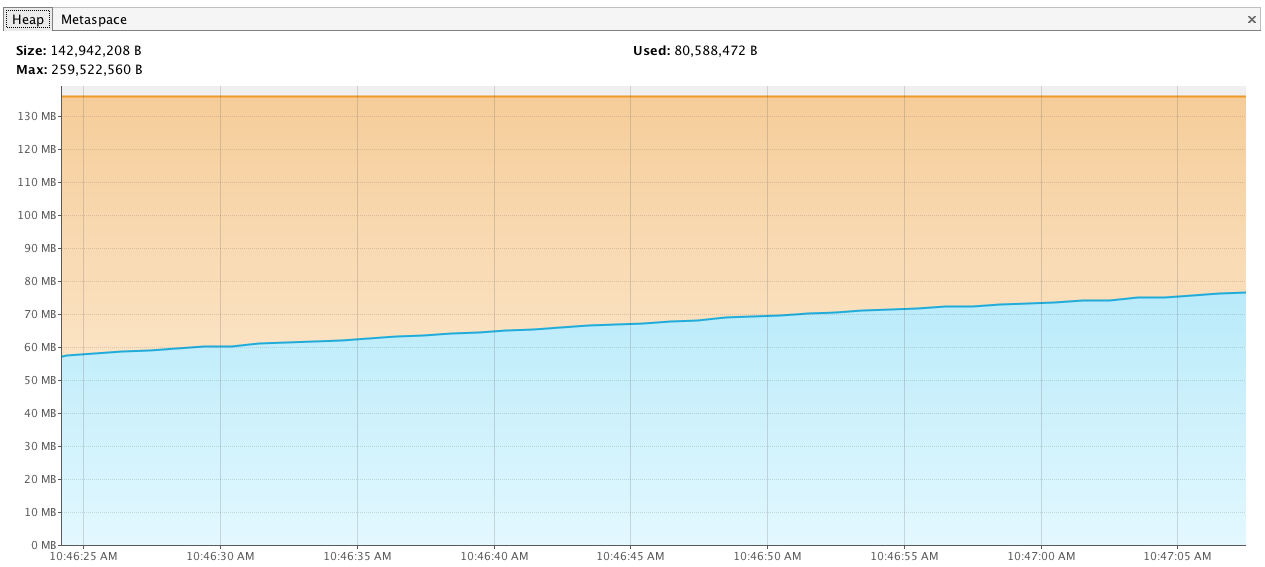 Heap Metaspace ×
Size: 142,942,208 B Used: 80,588,472 B
Max: 259,522,560 B
130 MB
120 MB
110 MB
100 MB
90 MB
80 MB
70 MB
60 MB
50 MB
40 MB
30 MB
20 MB
10 MB
0 MB
10:46:25 AM 10:46:30 AM 10:46:35 AM 10:46:40 AM 10:46:45 AM 10:46:50 AM 10:46:55 AM 10:47:00 AM 10:47:05 AM